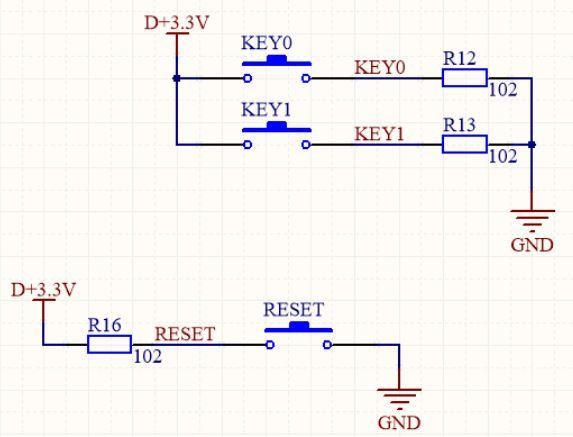 D+3.3V
KEY0
KEY0
R12
102
KEY1
KEY1
R13
102
GND
D+3.3V
R16
102
RESET
RESET
GND